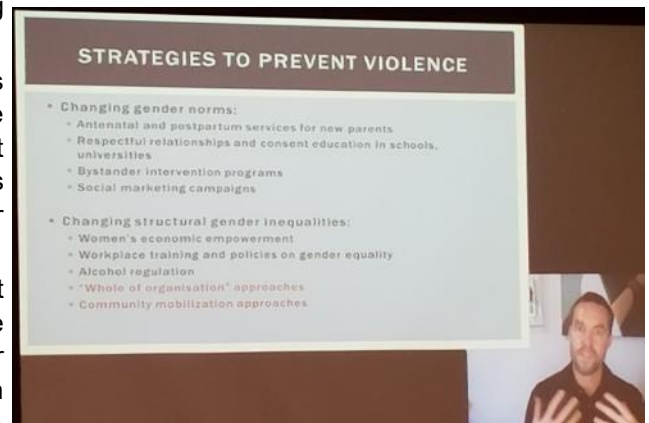 STRATEGIES TO PREVENT VIOLENCE
• Changing gender norms:
• Antenatal and postpartum services for new parents
• Respectful relationships and consent education in schools,
universities
• Bystander intervention programs
• Social marketing campaigns
• Changing structural gender inequalities:
• Women's economic empowerment
• Workplace training and policies on gender equality
• Alcohol regulation
• "Whole of organisation" approaches
• Community mobilization approaches